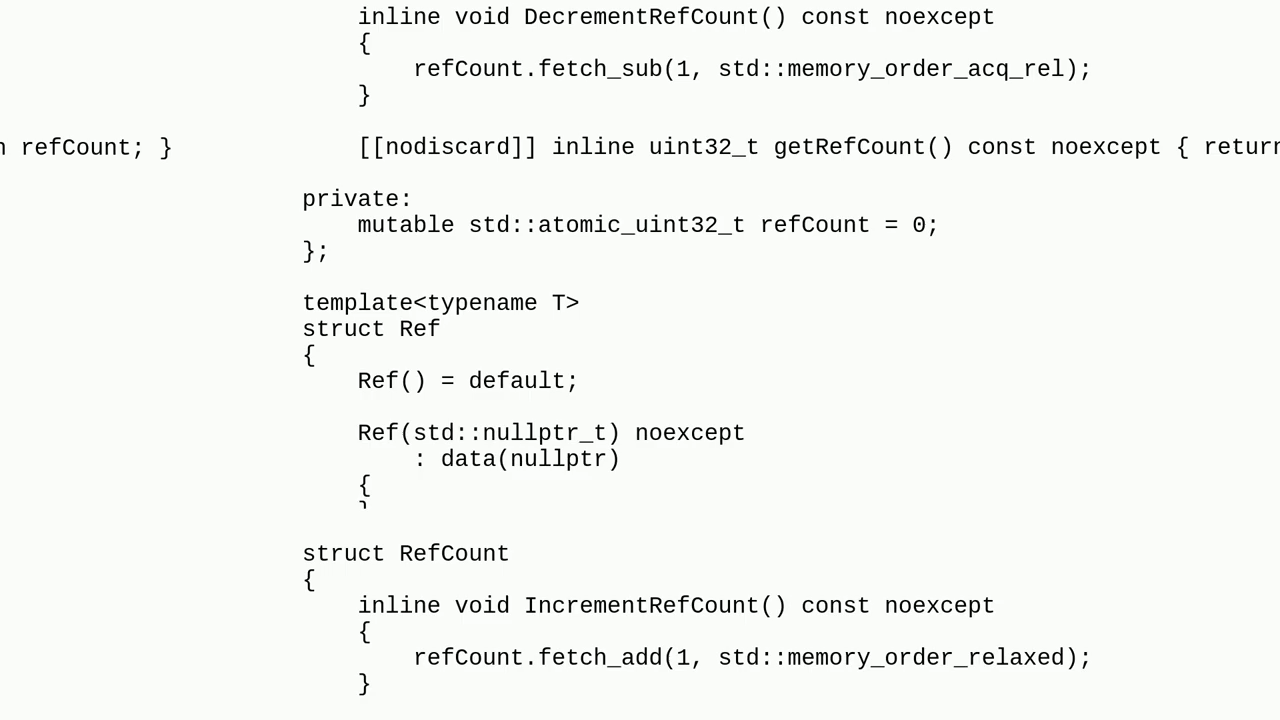 inline void DecrementRefCount() const noexcept
{
refCount.fetch_sub(1, std::memory_order_acq_rel);
}
n refCount; } [[nodiscard]] inline uint32_t getRefCount() const noexcept { return
private:
mutable std::atomic_uint32_t refCount = 0;
};
template<typename T>
struct Ref
{
Ref() = default;
Ref(std::nullptr_t) noexcept
: data(nullptr)
{
}
struct RefCount
{
inline void IncrementRefCount() const noexcept
{
refCount.fetch_add(1, std::memory_order_relaxed);
}